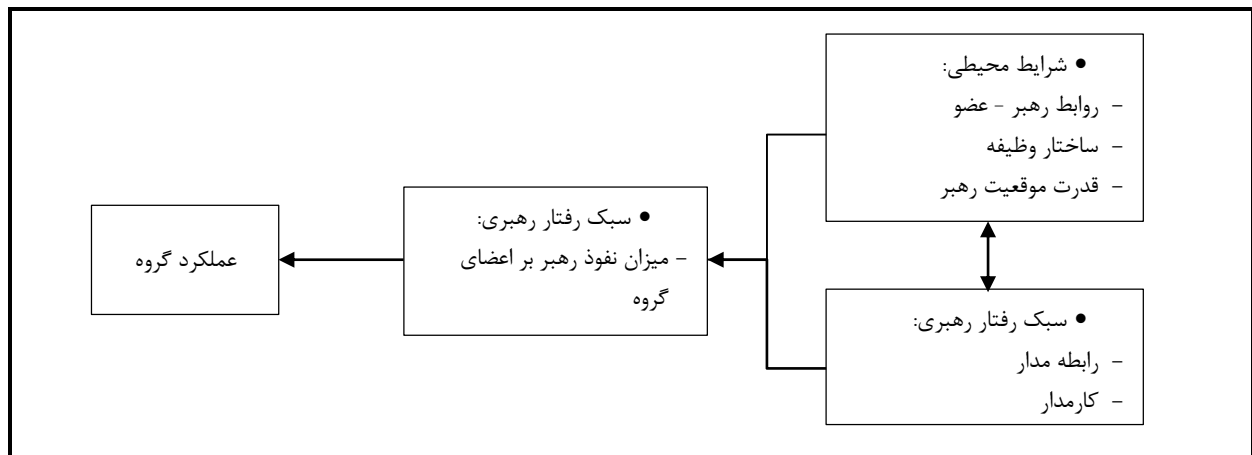 ● شرایط محیطی:
- روابط رهبر - عضو
- ساختار وظیفه
- قدرت موقعیت رهبر
● سبک رفتار رهبری:
- رابطه مدار
- کارمدار
● سبک رفتار رهبری:
- میزان نفوذ رهبر بر اعضای
گروه
عملکرد گروه